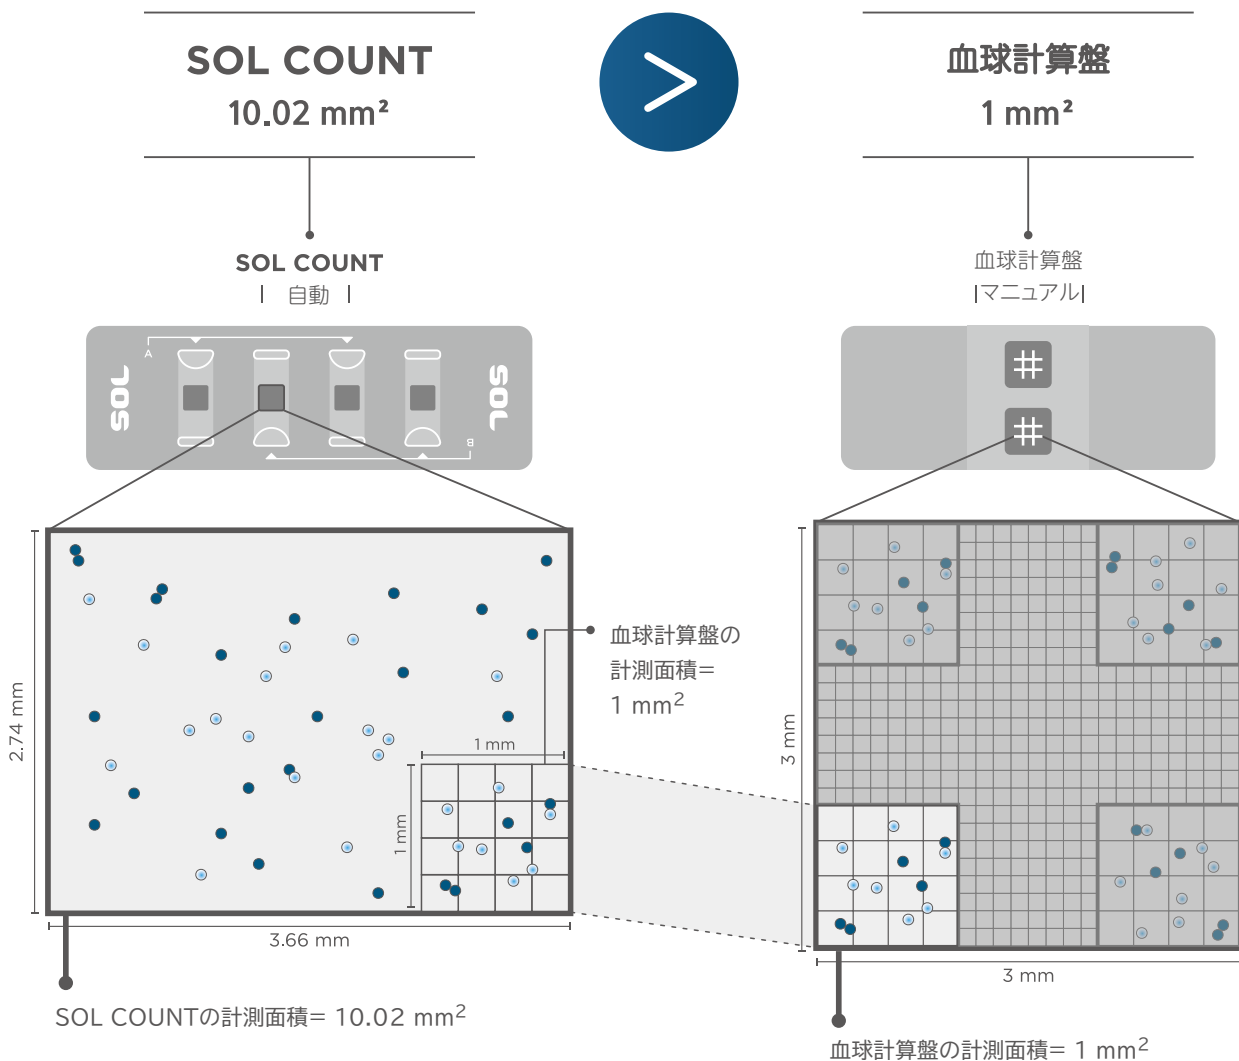 SOL COUNT
10.02 mm²
>
血球計算盤
1 mm²
SOL COUNT
| 自動 |
血球計算盤
|マニュアル|
SOL
A
B
SOL
2.74 mm
3.66 mm
1 mm
1 mm
血球計算盤の
計測面積=
1 mm²
3 mm
3 mm
SOL COUNTの計測面積= 10.02 mm²
血球計算盤の計測面積= 1 mm²